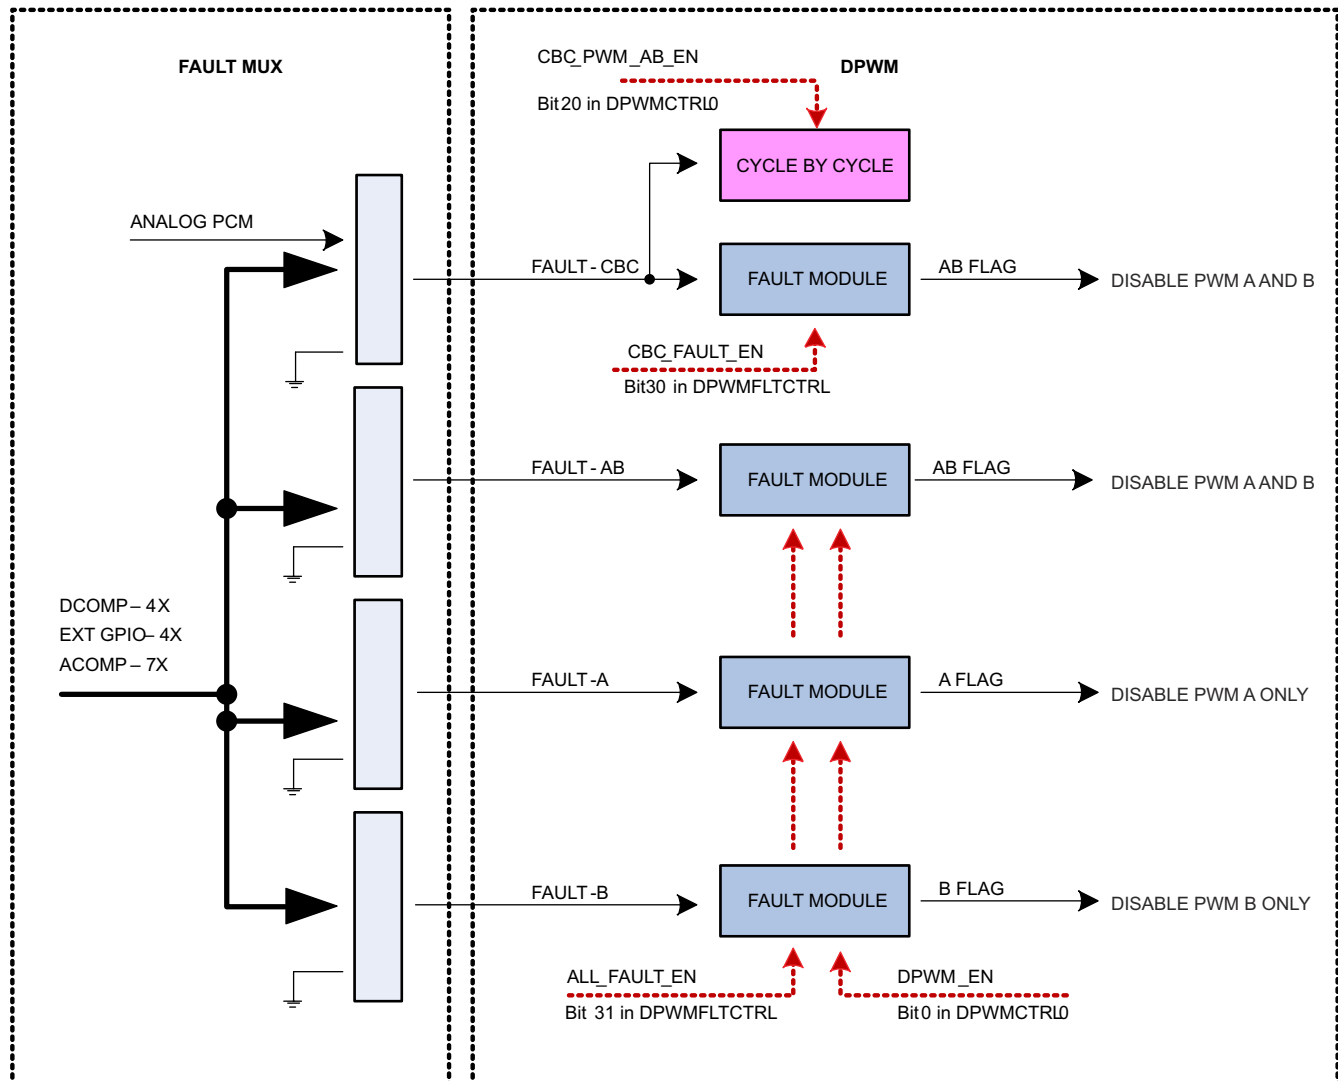 FAULT MUX
DPWM
CBC_PWM_AB_EN
Bit20 in DPWMCTRL0
CYCLE BY CYCLE
ANALOG PCM
FAULT-CBC
FAULT MODULE
AB FLAG
DISABLE PWM A AND B
CBC_FAULT_EN
Bit30 in DPWMFLTCTRL
FAULT-AB
FAULT MODULE
AB FLAG
DISABLE PWM A AND B
DCOMP–4X
EXT GPIO–4X
ACOMP–7X
FAULT-A
FAULT MODULE
A FLAG
DISABLE PWM A ONLY
FAULT-B
FAULT MODULE
B FLAG
DISABLE PWM B ONLY
ALL_FAULT_EN
Bit 31 in DPWMFLTCTRL
DPWM_EN
Bit0 in DPWMCTRL0